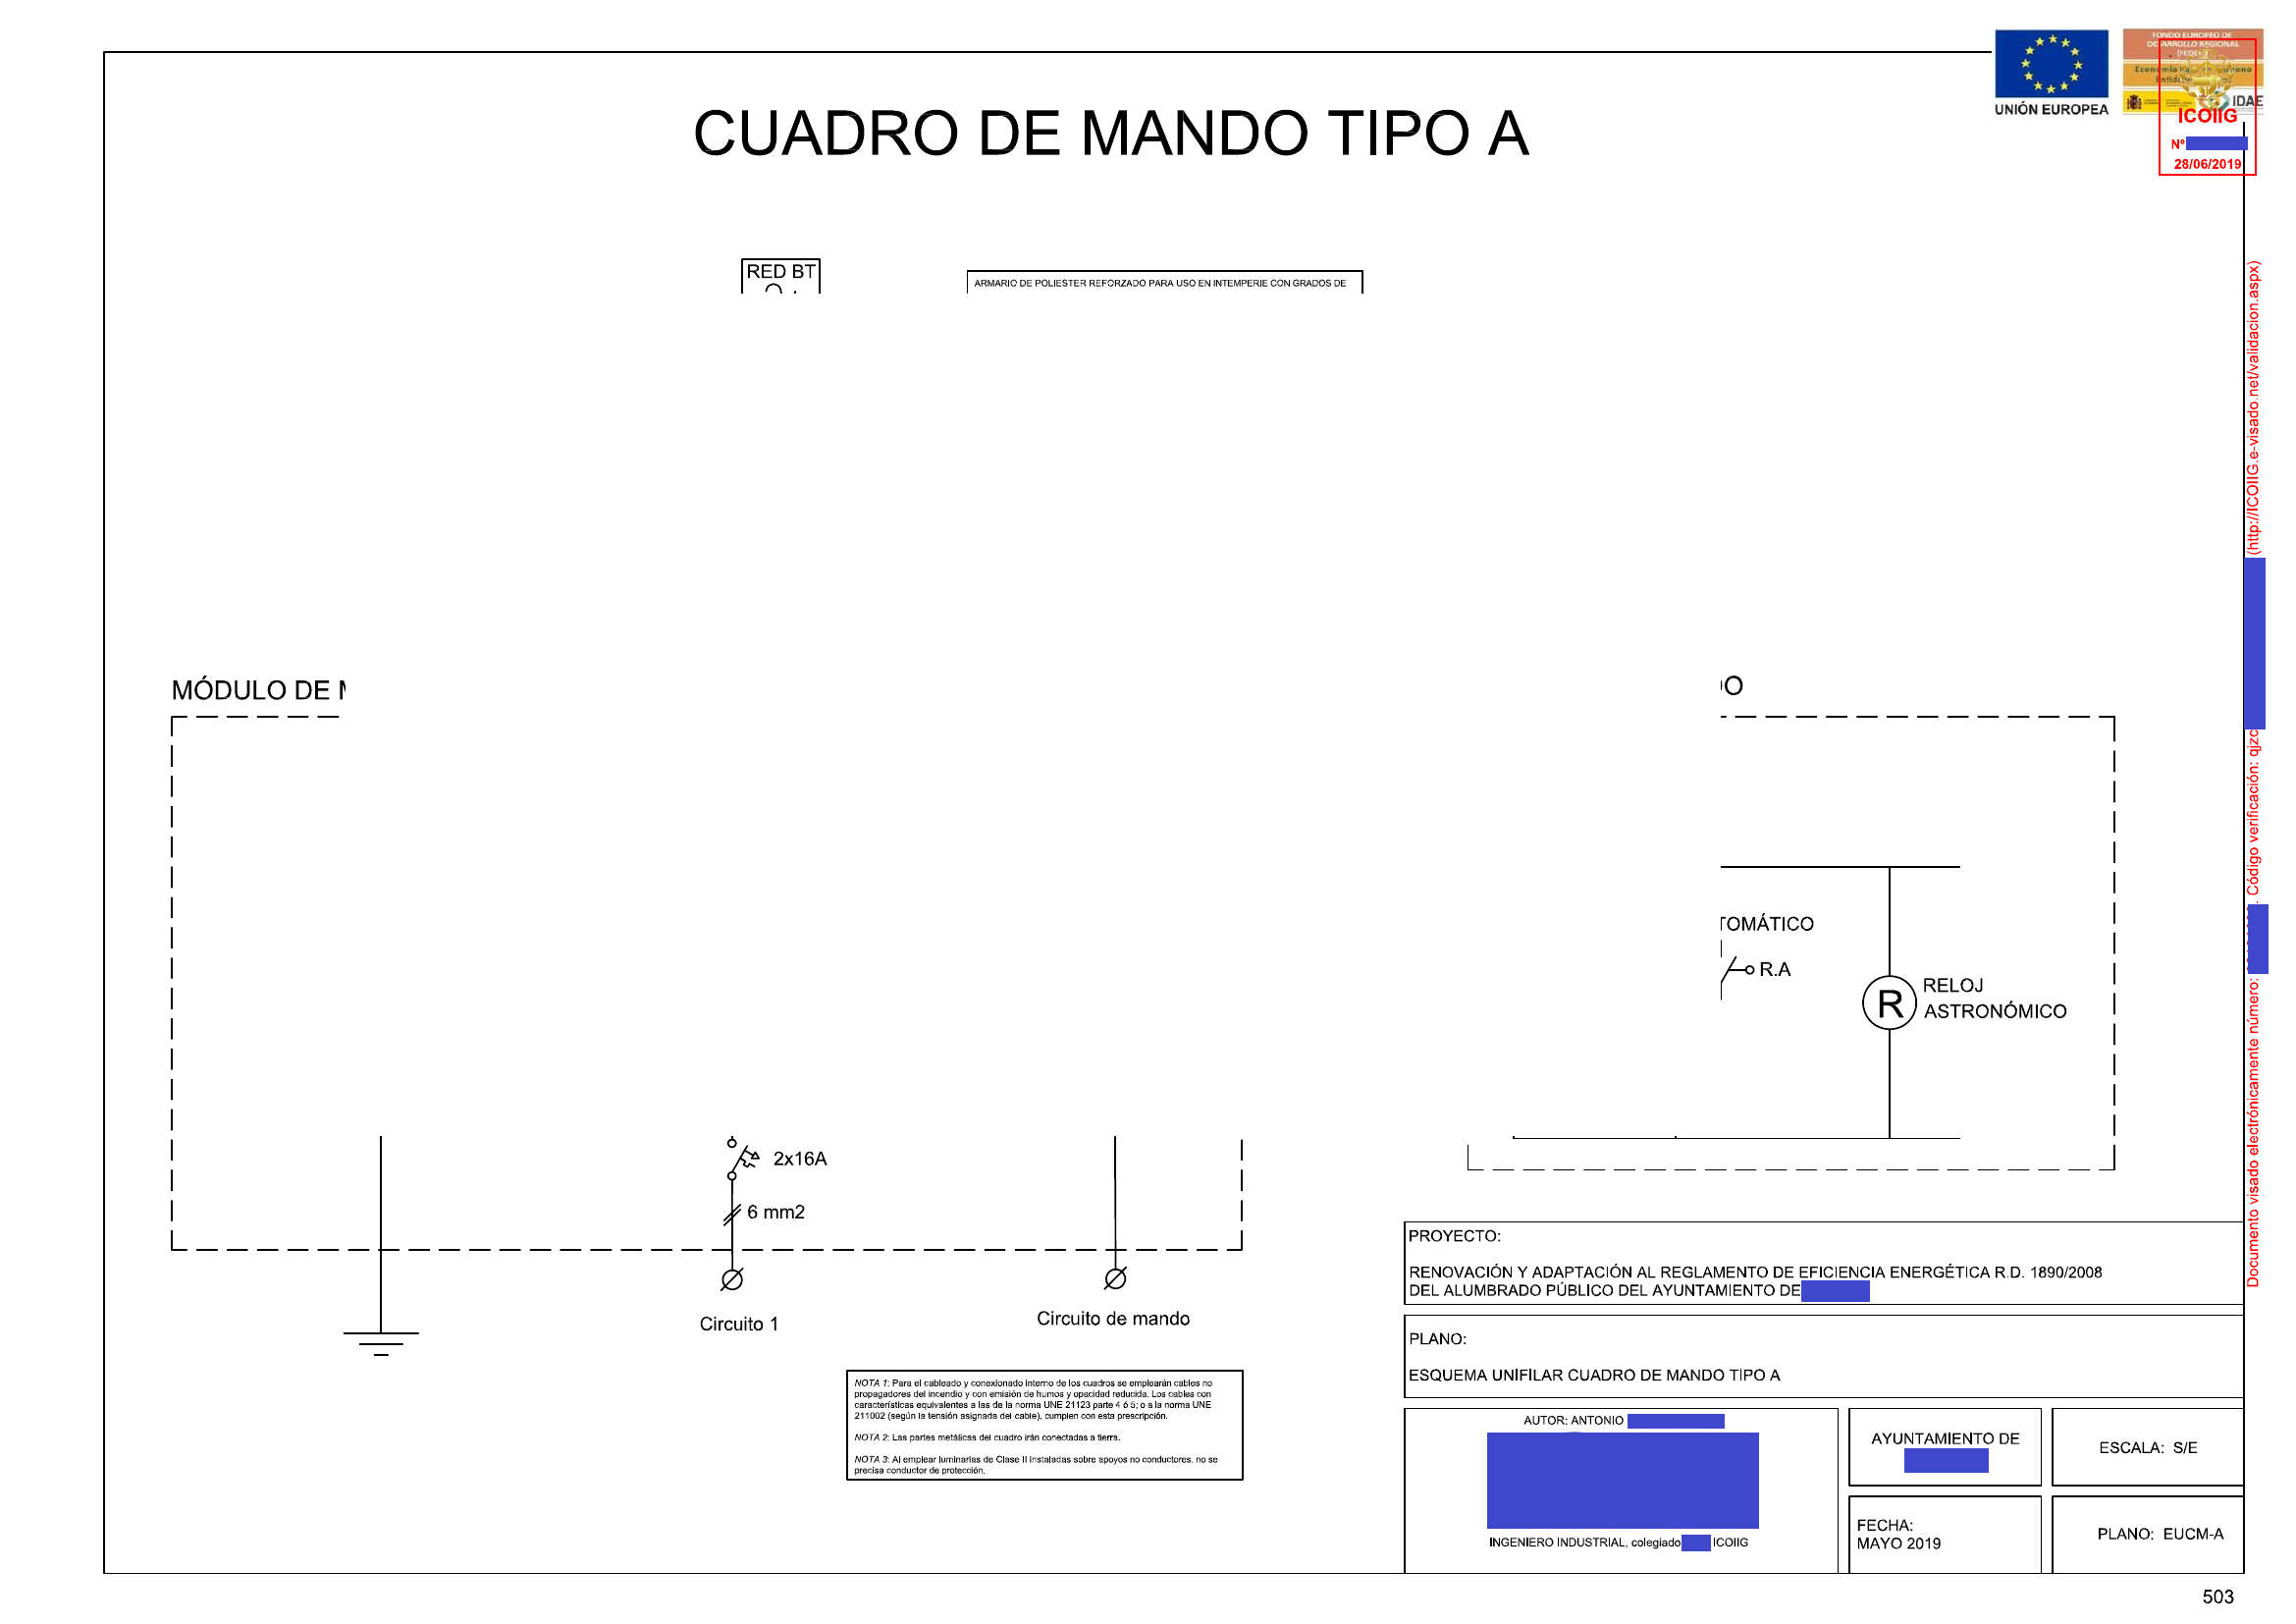 UNIÓN EUROPEA
FONDO EUROPEO DE
DESARROLLO REGIONAL
IDAE
ICOIIG
Nº
28/06/2019
CUADRO DE MANDO TIPO A
RED BT
ARMARIO DE POLIESTER REFORZADO PARA USO EN INTEMPERIE CON GRADOS DE
MÓDULO DE
O
TOMÁTICO
R.A
R
RELOJ
ASTRONÓMICO
2x16A
6 mm2
Circuito 1
Circuito de mando
NOTA 1: Para el cableado y conexionado interno de los cuadros se emplearán cables no
propagadores del incendio y con emisión de humos y opacidad reducida. Los cables con
características equivalentes a las de la norma UNE 21123 parte 4 ó 5; o a la norma UNE
211002 (según la tensión asignada del cable), cumplen con esta prescripción.
NOTA 2: Las partes metálicas del cuadro irán conectadas a tierra.
NOTA 3: Al emplear luminarias de Clase II instaladas sobre apoyos no conductores, no se
precisa conductor de protección.
PROYECTO:
RENOVACIÓN Y ADAPTACIÓN AL REGLAMENTO DE EFICIENCIA ENERGÉTICA R.D. 1890/2008
DEL ALUMBRADO PÚBLICO DEL AYUNTAMIENTO DE
PLANO:
ESQUEMA UNIFILAR CUADRO DE MANDO TIPO A
AUTOR: ANTONIO
INGENIERO INDUSTRIAL, colegiado ICOIIG
AYUNTAMIENTO DE
ESCALA: S/E
FECHA:
MAYO 2019
PLANO: EUCM-A
503
Documento visado electrónicamente número: . Código verificación: qjzc (http://ICOIIG.e-visado.net/validacion.aspx)